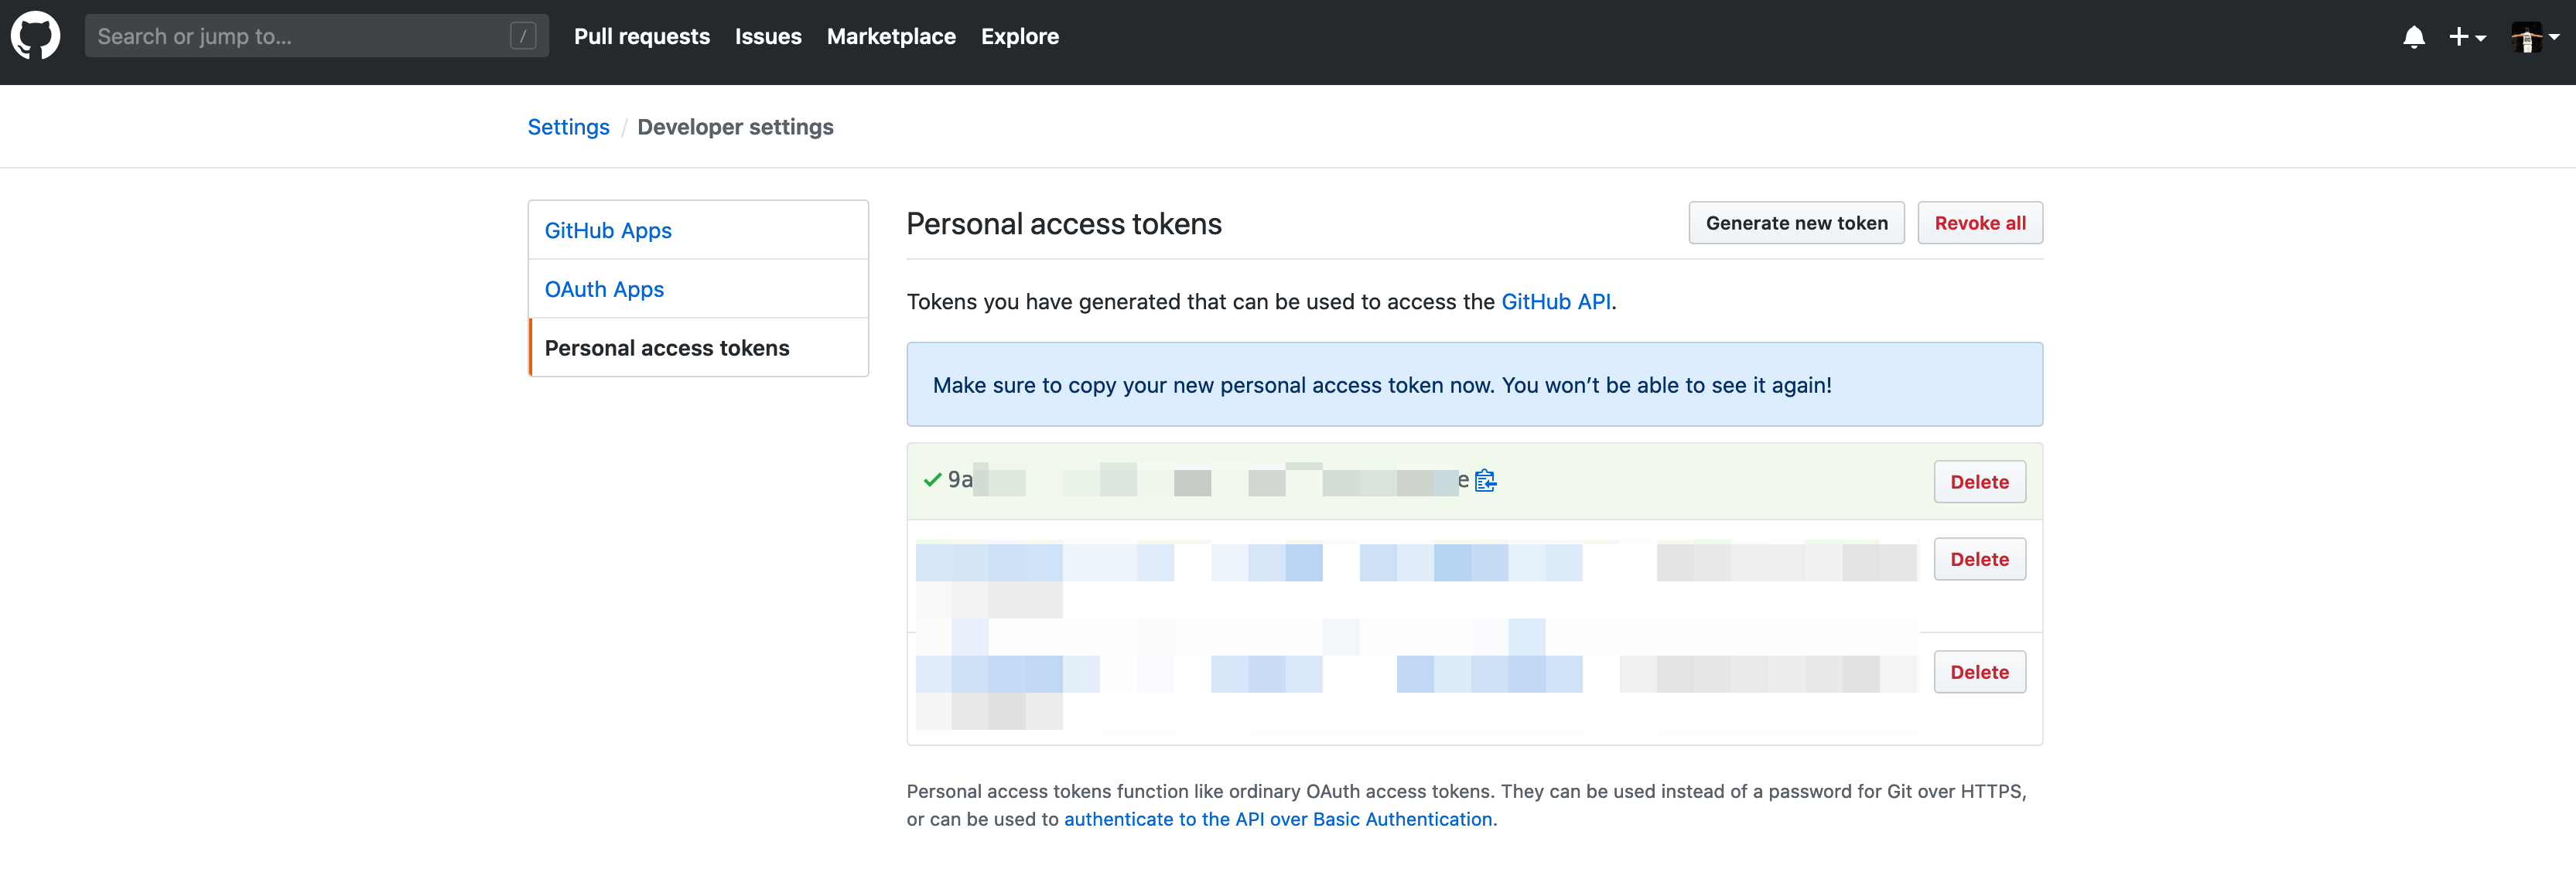 Search or jump to... /
Pull requests Issues Marketplace Explore
Settings / Developer settings
GitHub Apps
OAuth Apps
Personal access tokens
Personal access tokens
Generate new token Revoke all
Tokens you have generated that can be used to access the GitHub API.
Make sure to copy your new personal access token now. You won’t be able to see it again!
9a e Delete
Delete
Delete
Personal access tokens function like ordinary OAuth access tokens. They can be used instead of a password for Git over HTTPS,
or can be used to authenticate to the API over Basic Authentication.